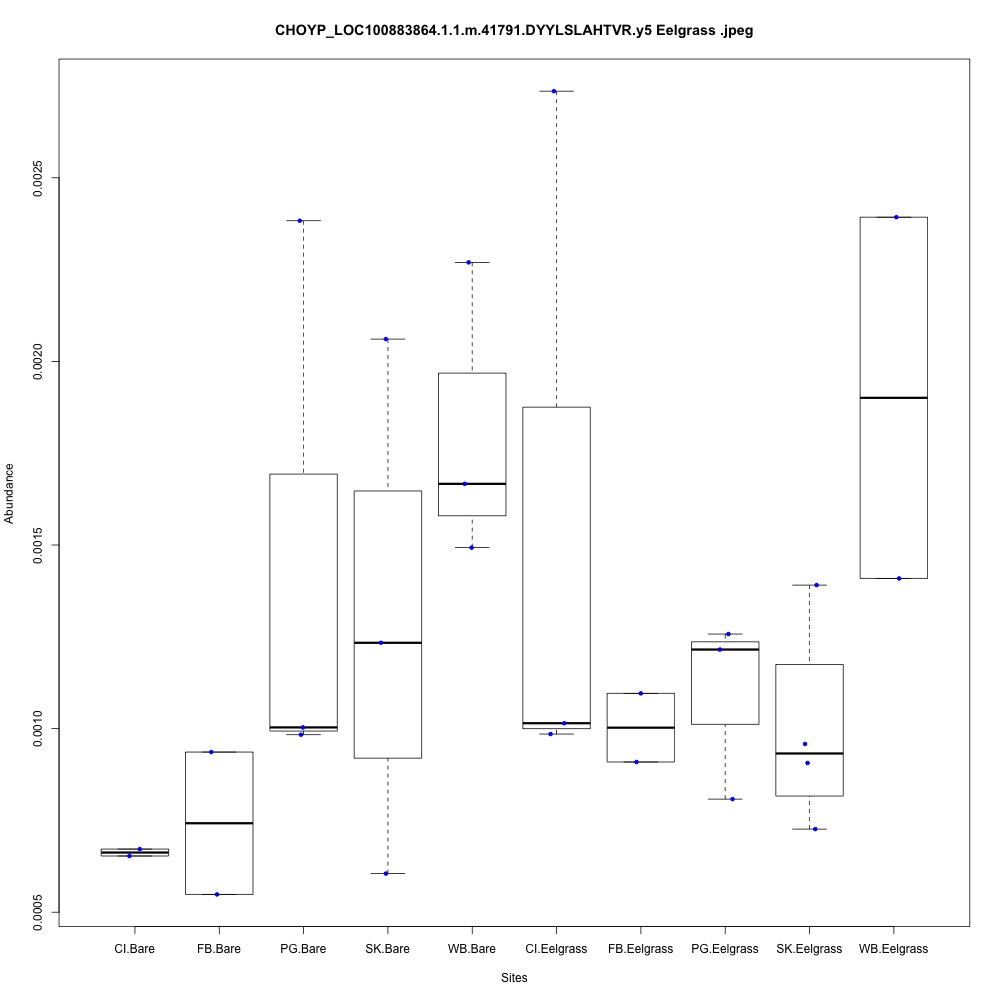 CHOYP_LOC100883864.1.1.m.41791.DYYLSLAHTVR.y5 Eelgrass .jpeg
Abundance
0.0025
0.0020
0.0015
0.0010
0.0005
CI.Bare FB.Bare PG.Bare SK.Bare WB.Bare CI.Eelgrass FB.Eelgrass PG.Eelgrass SK.Eelgrass WB.Eelgrass
Sites